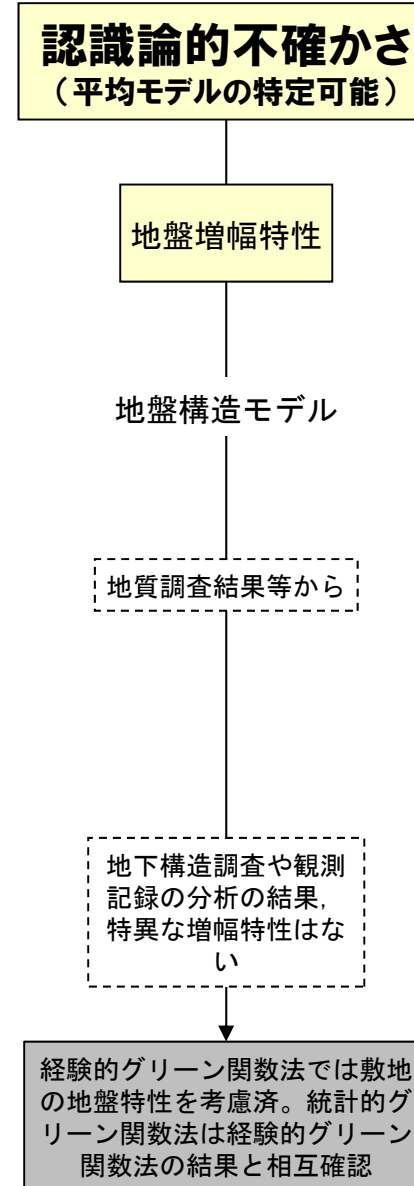 認識論的不確かさ
（平均モデルの特定可能）
地盤増幅特性
地盤構造モデル
地質調査結果等から
地下構造調査や観測
記録の分析の結果，
特異な増幅特性はな
い
経験的グリーン関数法では敷地
の地盤特性を考慮済。統計的グ
リーン関数法は経験的グリーン
関数法の結果と相互確認